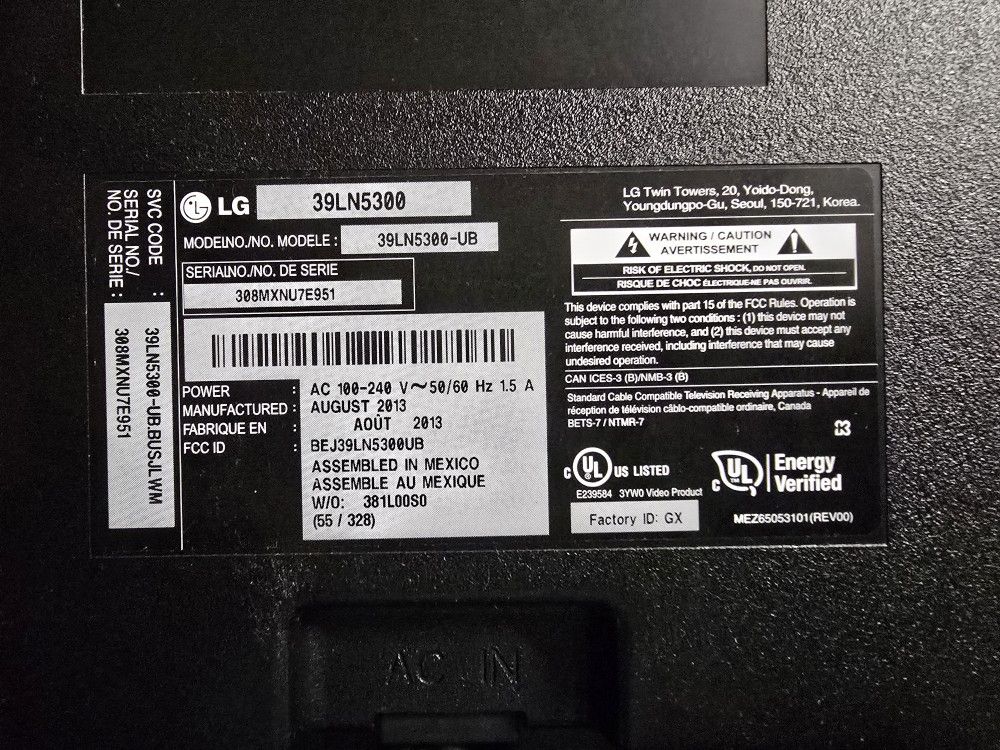 SVC CODE : 39LN5300-UB.BUSJLWM
SERIAL NO./
NO. DE SERIE : 308MXNU7E951
LG 39LN5300
MODELNO./NO. MODELE : 39LN5300-UB
SERIALNO./NO. DE SERIE
308MXNU7E951
POWER : AC 100-240 V~50/60 Hz 1.5 A
MANUFACTURED : AUGUST 2013
FABRIQUE EN : AOÛT 2013
FCC ID : BEJ39LN5300UB
ASSEMBLED IN MEXICO
ASSEMBLE AU MEXIQUE
W/O: 381L00S0
(55 / 328)
LG Twin Towers, 20, Yoido-Dong,
Youngdungpo-Gu, Seoul, 150-721, Korea.
WARNING / CAUTION
AVERTISSEMENT
RISK OF ELECTRIC SHOCK, DO NOT OPEN.
RISQUE DE CHOC ÉLECTRIQUE-NE PAS OUVRIR.
This device complies with part 15 of the FCC Rules. Operation is
subject to the following two conditions : (1) this device may not
cause harmful interference, and (2) this device must accept any
interference received, including interference that may cause
undesired operation.
CAN ICES-3 (B)/NMB-3 (B)
Standard Cable Compatible Television Receiving Apparatus - Appareil de
réception de télévision câblo-compatible ordinaire, Canada
BETS-7 / NTMR-7
c UL US LISTED
E239584 3YW0 Video Product
UL Energy
Verified
Factory ID: GX
MEZ65053101(REV00)
AC IN